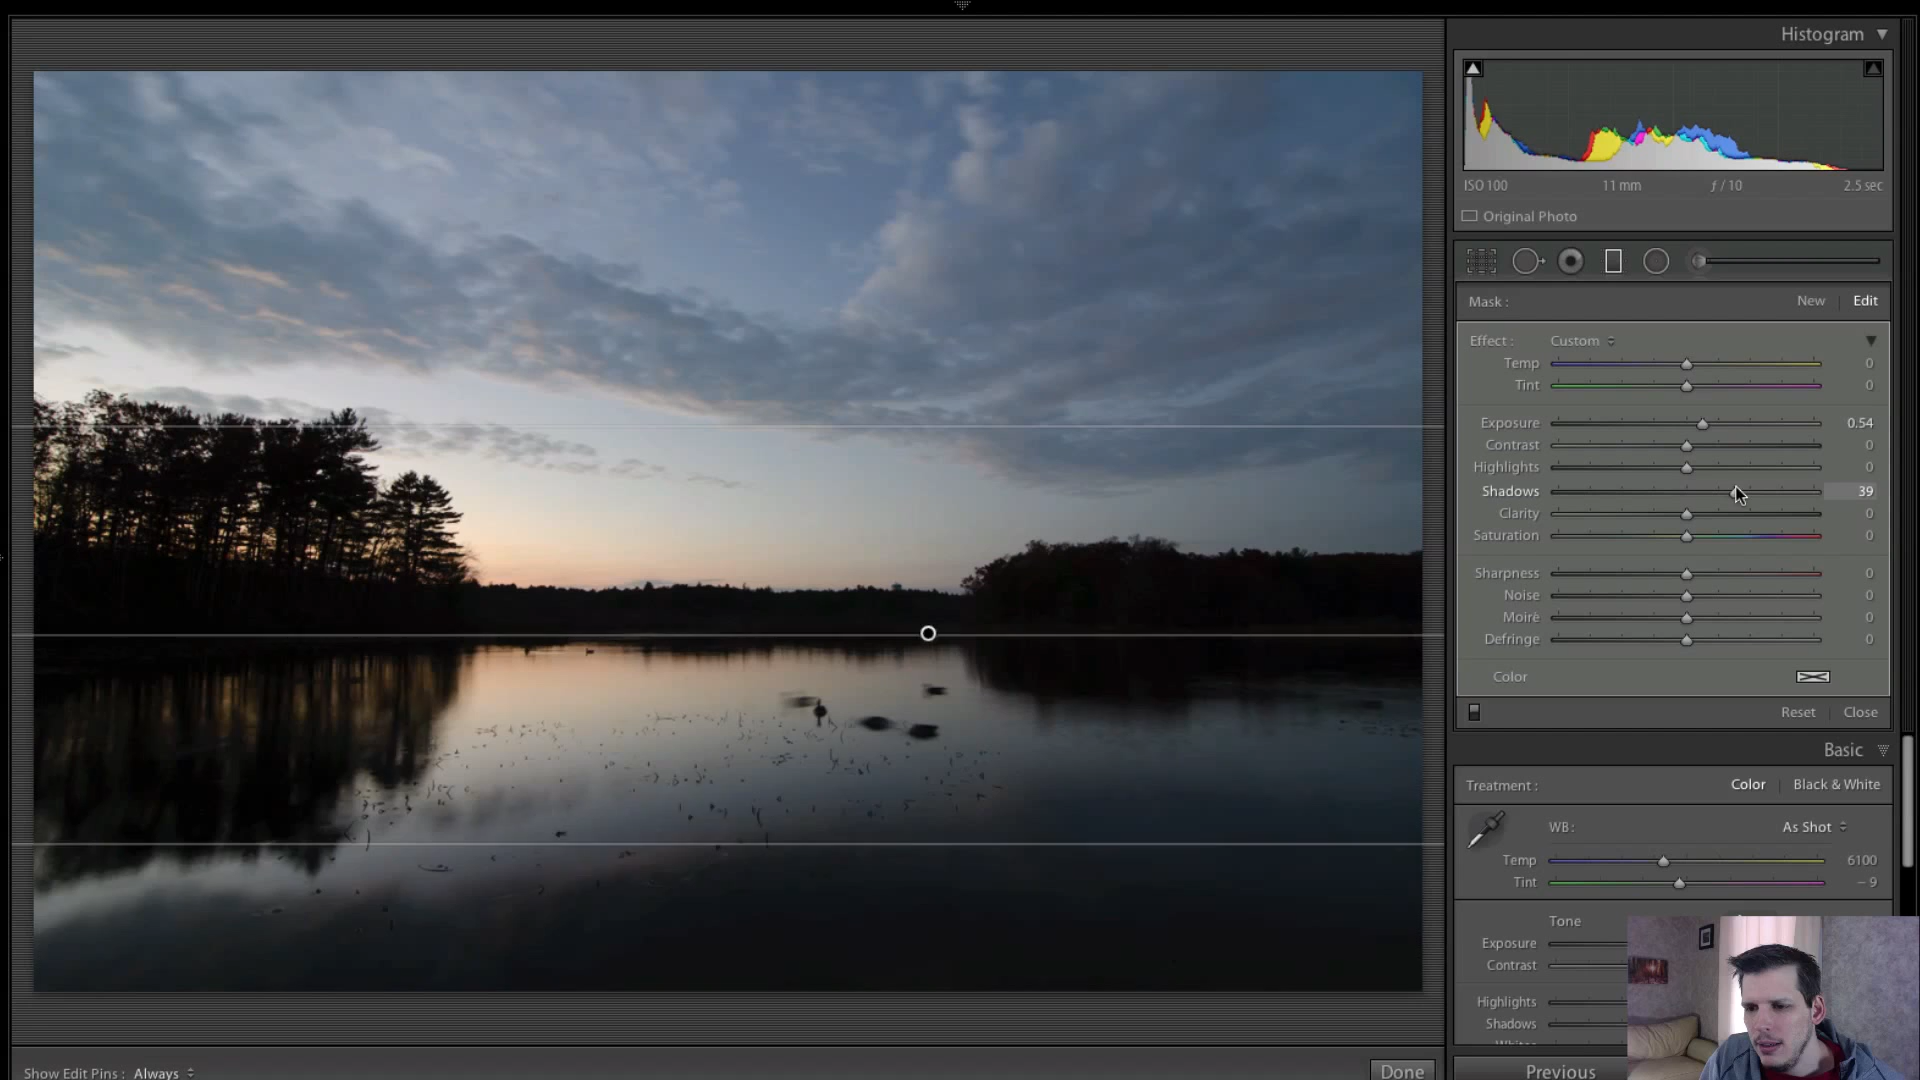 Histogram
ISO 100 11 mm ƒ / 10 2.5 sec
Original Photo
Mask : New Edit
Effect : Custom
Temp 0
Tint 0
Exposure 0.54
Contrast 0
Highlights 0
Shadows 39
Clarity 0
Saturation 0
Sharpness 0
Noise 0
Moiré 0
Defringe 0
Color
Reset Close
Basic
Treatment : Color Black & White
WB : As Shot
Temp 6100
Tint – 9
Tone
Exposure
Contrast
Highlights
Shadows
Show Edit Pins : Always
Done
Previous